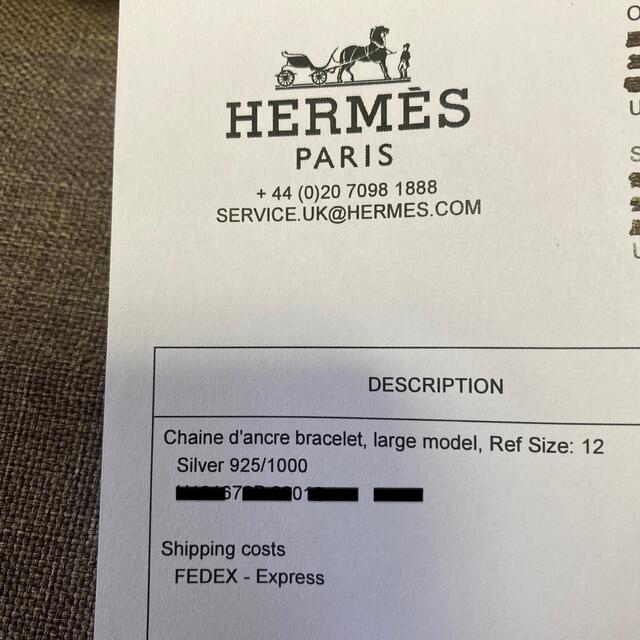 HERMÈS
PARIS
+ 44 (0)20 7098 1888
SERVICE.UK@HERMES.COM
DESCRIPTION
Chaine d'ancre bracelet, large model, Ref Size: 12
Silver 925/1000
Shipping costs
FEDEX - Express